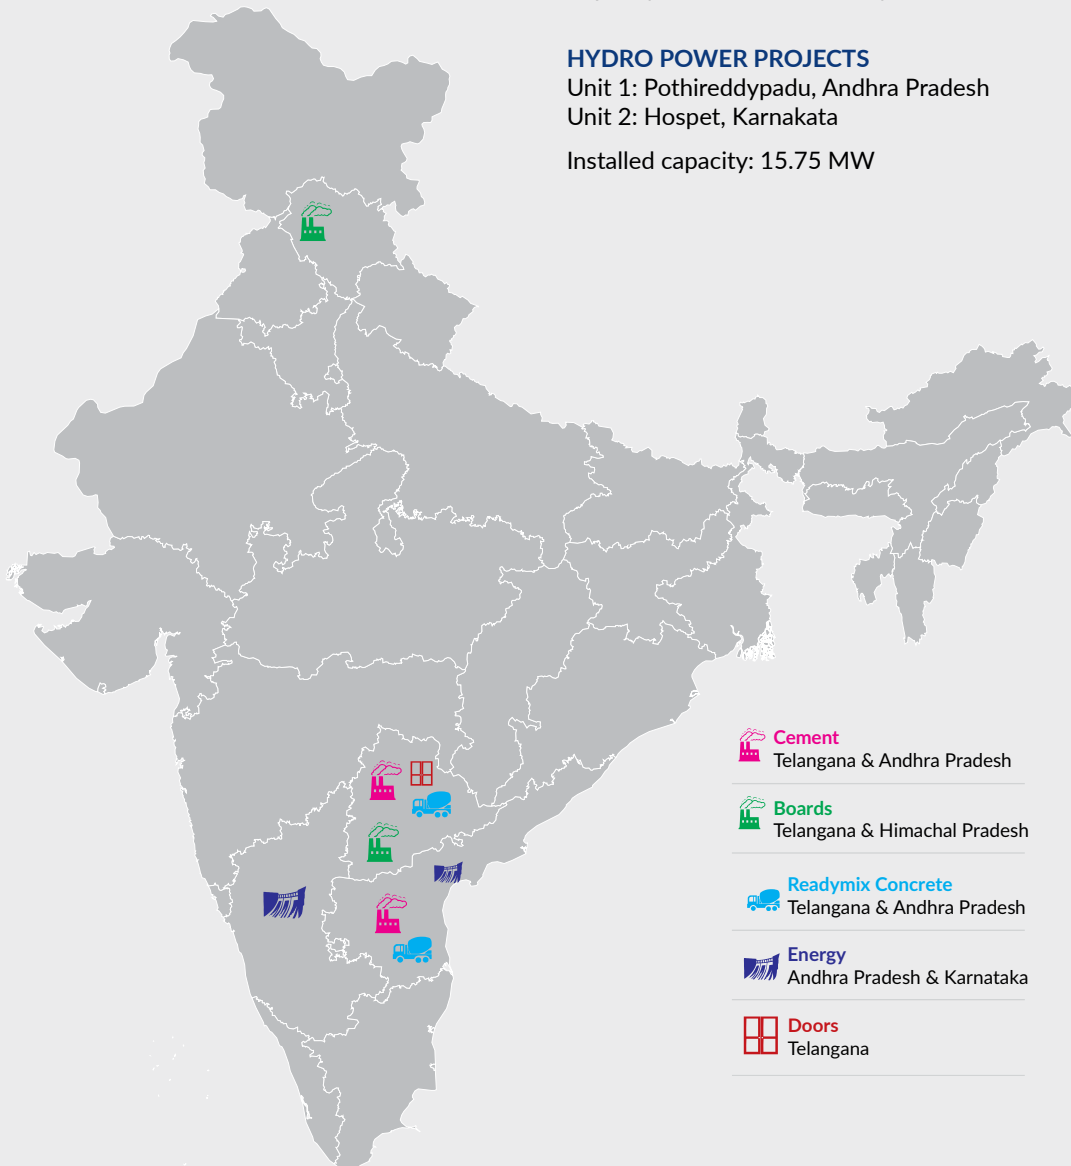 HYDRO POWER PROJECTS
Unit 1: Pothireddypadu, Andhra Pradesh
Unit 2: Hospet, Karnakata
Installed capacity: 15.75 MW
Cement
Telangana & Andhra Pradesh
Boards
Telangana & Himachal Pradesh
Readymix Concrete
Telangana & Andhra Pradesh
Energy
Andhra Pradesh & Karnataka
Doors
Telangana